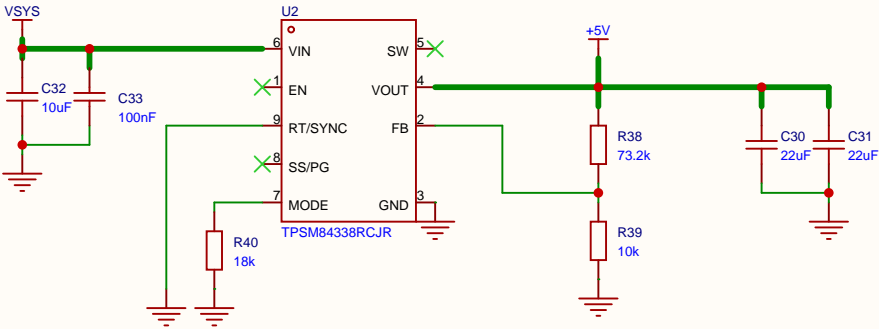 VSYS
U2
+5V
6
VIN
SW
5
C32
10uF
C33
100nF
1
EN
VOUT
4
9
RT/SYNC
FB
2
R38
73.2k
C30
22uF
C31
22uF
8
SS/PG
7
MODE
GND
3
TPSM84338RCJR
R40
18k
R39
10k